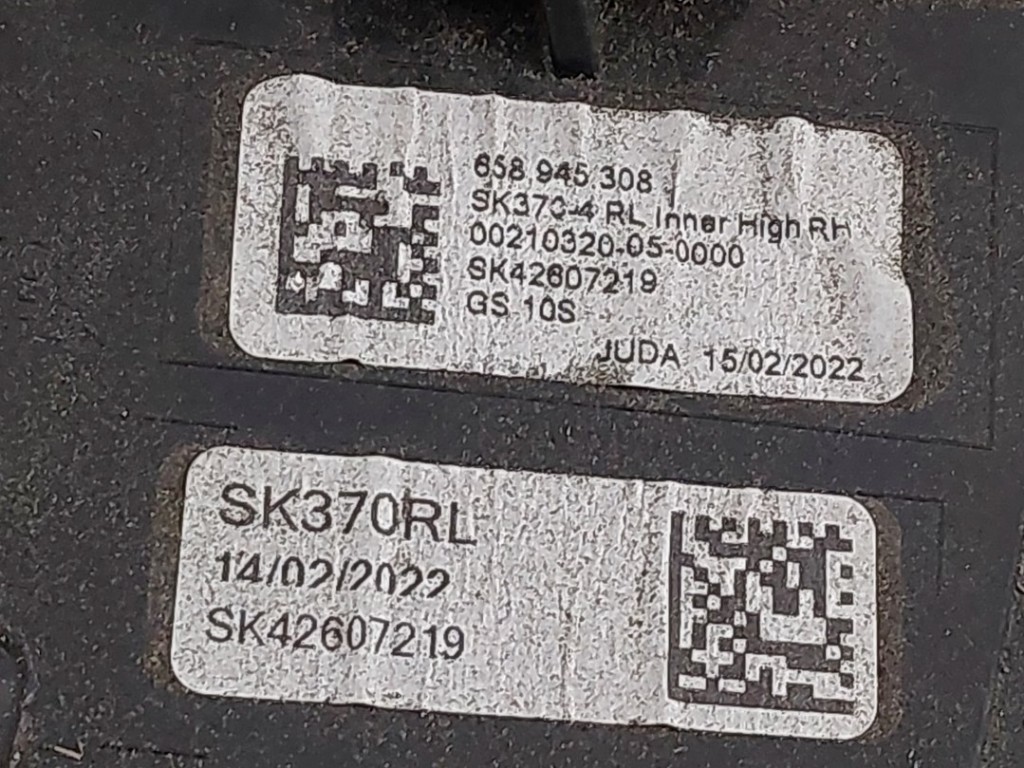 658.945.308
SK370-4 RL Inner High RH
00210320-05-0000
SK42607219
GS 10S
JUDA 15/02/2022
SK370RL
14/02/2022
SK42607219